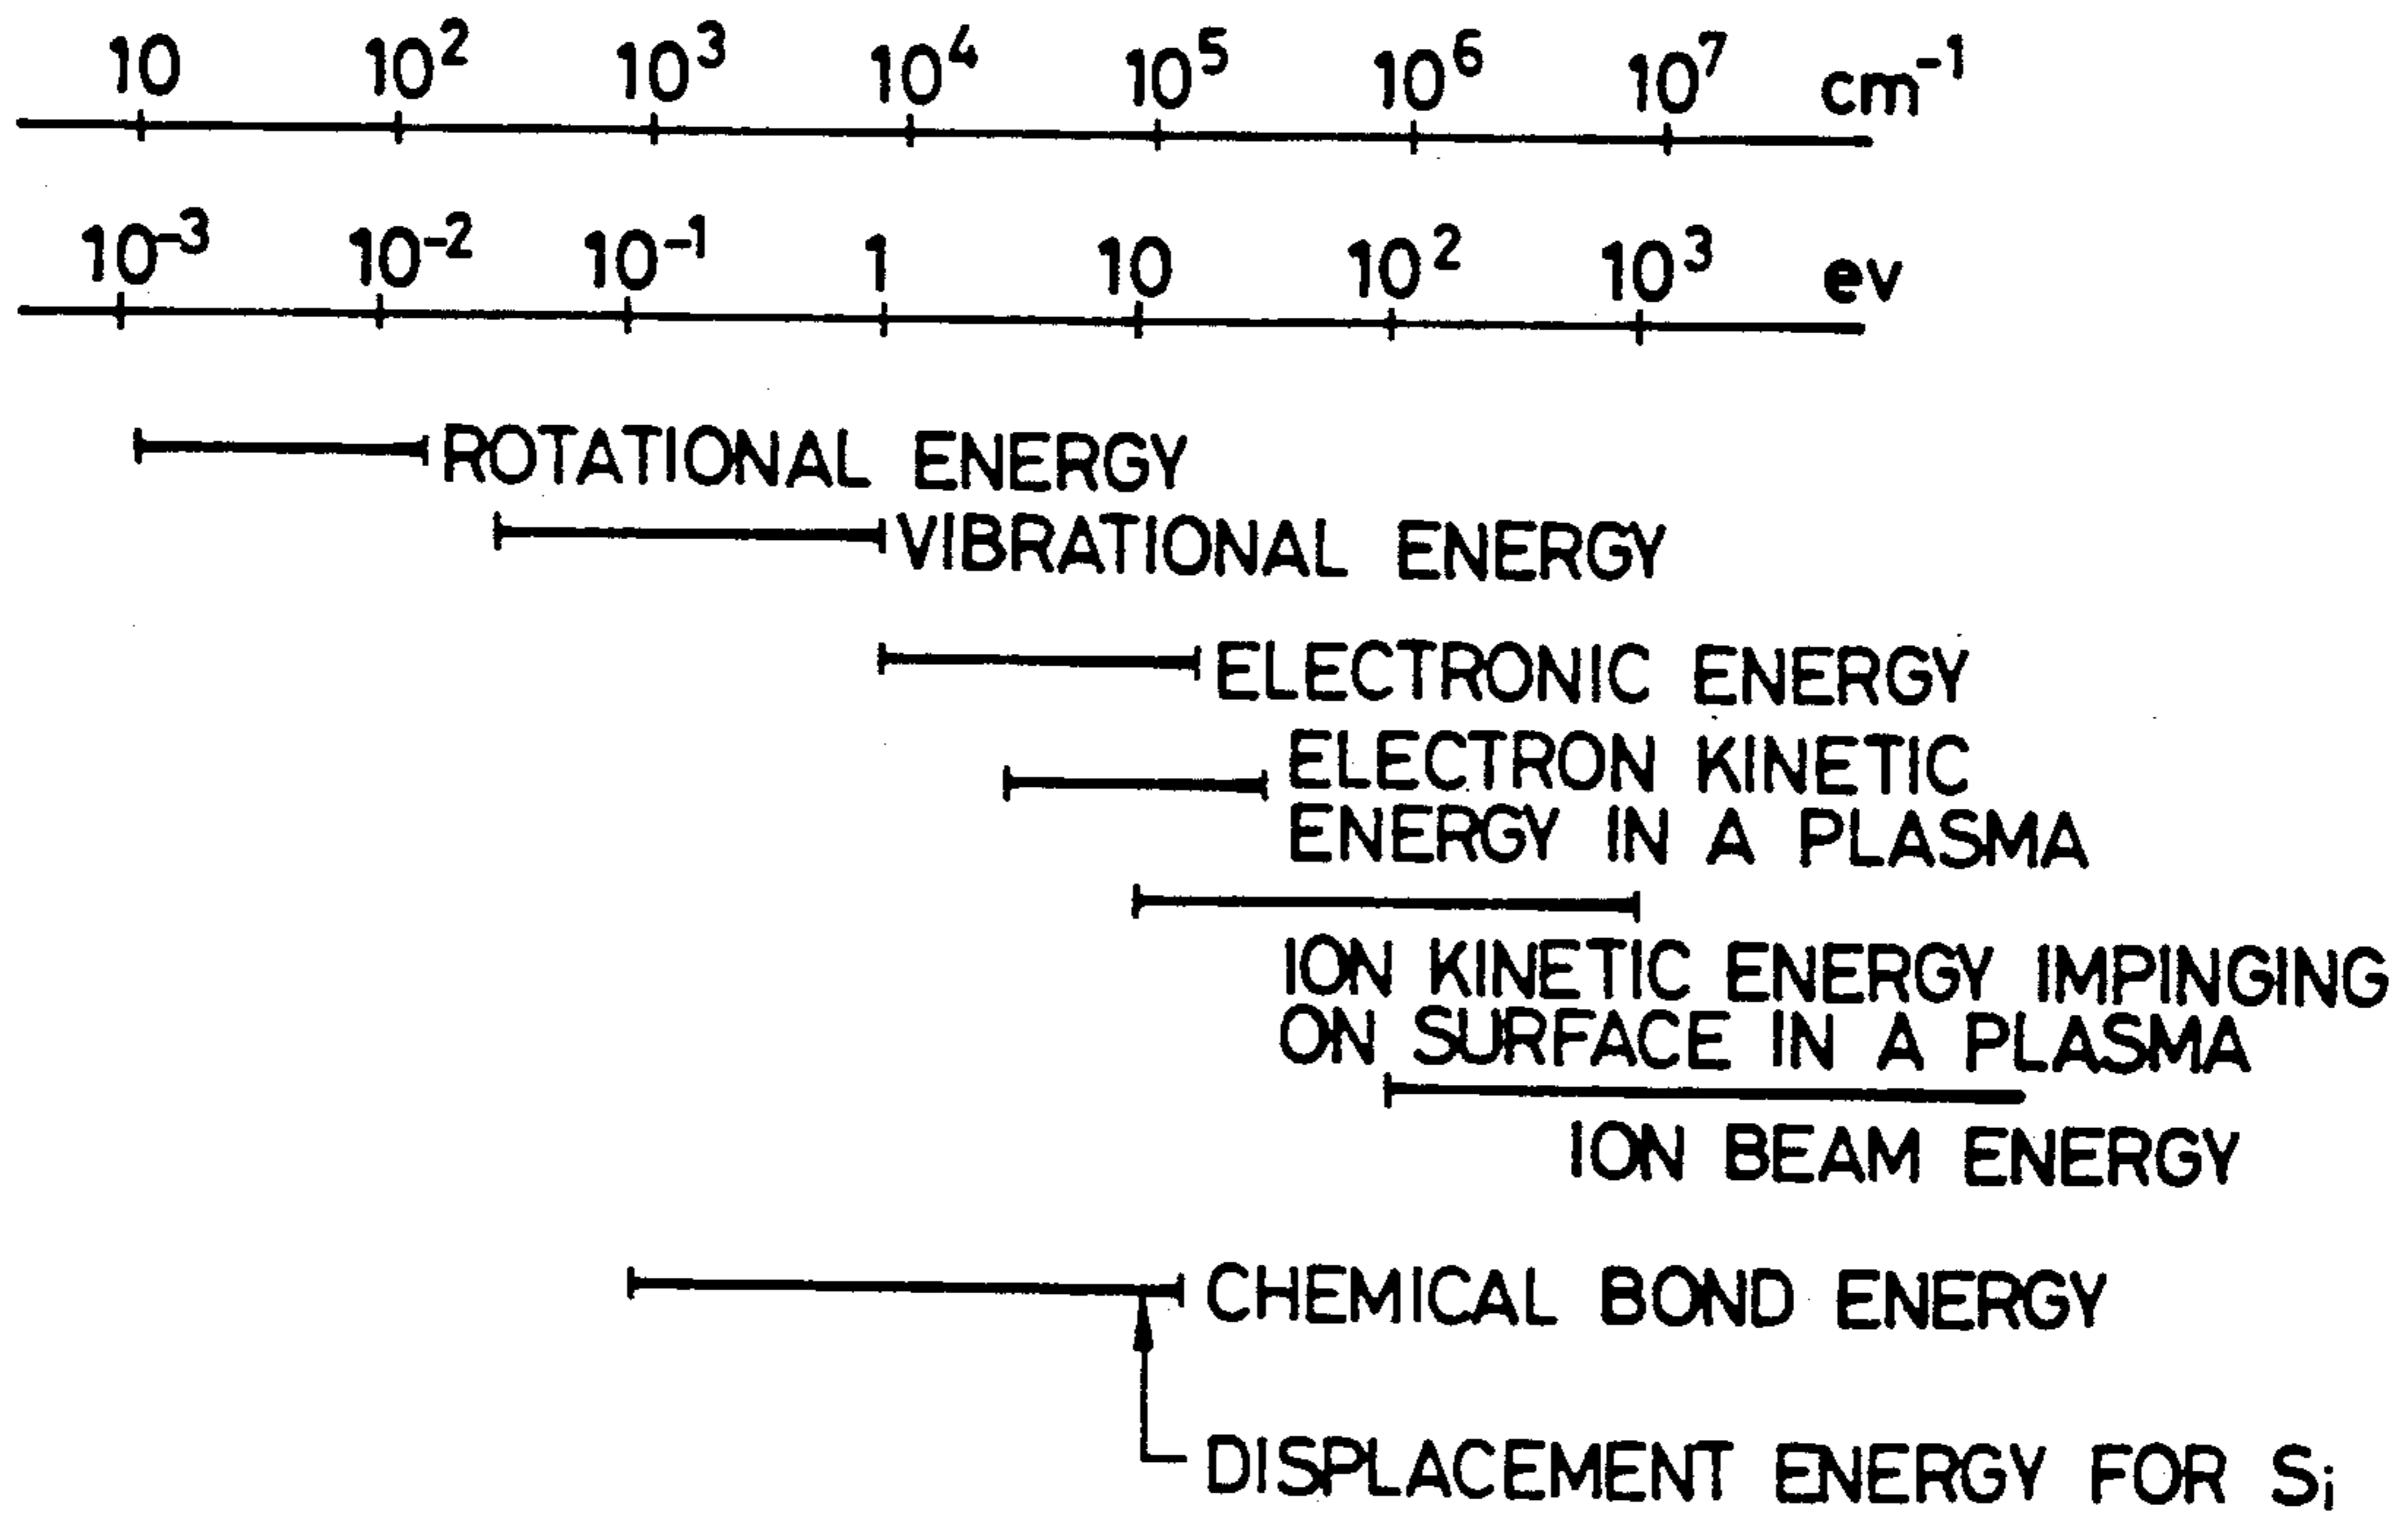 10 10² 10³ 10⁴ 10⁵ 10⁶ 10⁷ cm⁻¹
10⁻³ 10⁻² 10⁻¹ 1 10 10² 10³ ev
ROTATIONAL ENERGY
VIBRATIONAL ENERGY
ELECTRONIC ENERGY
ELECTRON KINETIC
ENERGY IN A PLASMA
ION KINETIC ENERGY IMPINGING
ON SURFACE IN A PLASMA
ION BEAM ENERGY
CHEMICAL BOND ENERGY
DISPLACEMENT ENERGY FOR Si